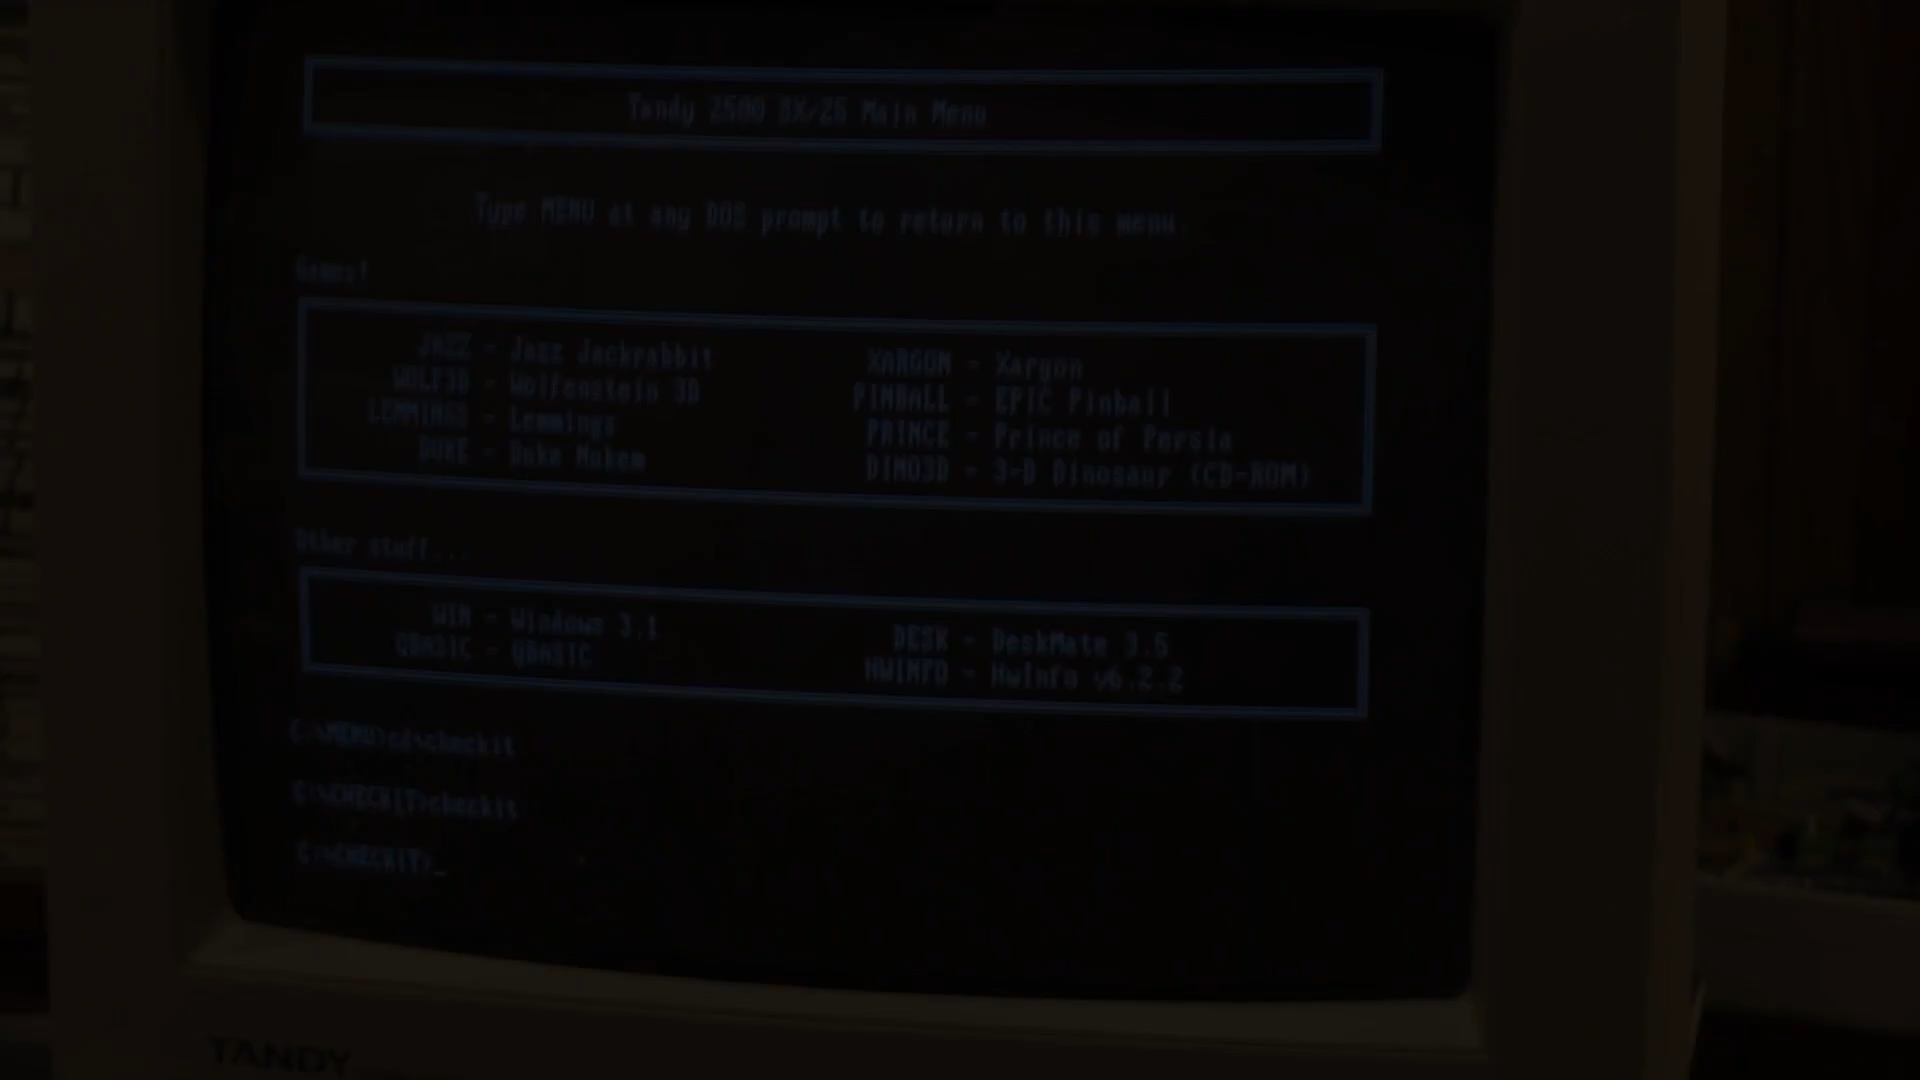 Tandy 2500 SX/25 Main Menu
Type MENU at any DOS prompt to return to this menu.
Games!
JAZZ - Jazz Jackrabbit XARGON - Xargon
WOLF3D - Wolfenstein 3D PINBALL - EPIC Pinball
LEMMINGS - Lemmings PRINCE - Prince of Persia
DUKE - Duke Nukem DINO3D - 3-D Dinosaur (CD-ROM)
Other stuff...
WIN - Windows 3.1 DESK - DeskMate 3.5
QBASIC - QBASIC HWINFO - HwInfo v6.2.2
C:\MENU>cd\checkit
C:\CHECKIT>checkit
C:\CHECKIT>_
TANDY